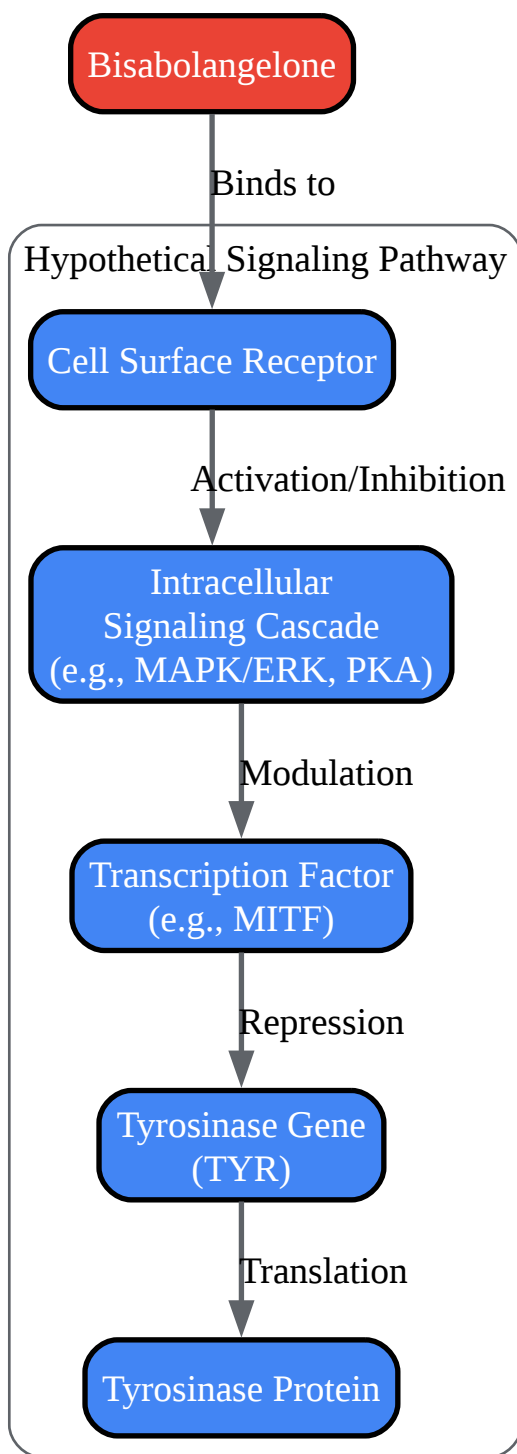 Bisabolangelone
Binds to
Hypothetical Signaling Pathway
Cell Surface Receptor
Activation/Inhibition
Intracellular
Signaling Cascade
(e.g., MAPK/ERK, PKA)
Modulation
Transcription Factor
(e.g., MITF)
Repression
Tyrosinase Gene
(TYR)
Translation
Tyrosinase Protein